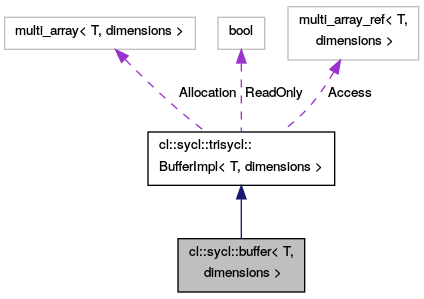 multi_array< T, dimensions >
bool
multi_array_ref< T,
dimensions >
Allocation
ReadOnly
Access
cl::sycl::trisycl::
BufferImpl< T, dimensions >
cl::sycl::buffer< T,
dimensions >